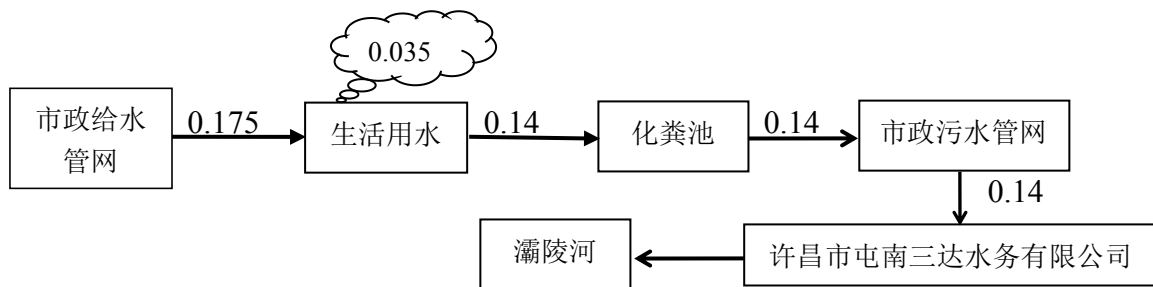 0.035
市政给水
管网
0.175
生活用水
0.14
化粪池
0.14
市政污水管网
0.14
灞陵河
许昌市屯南三达水务有限公司